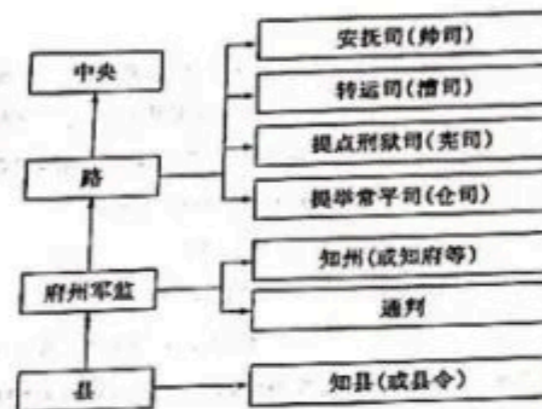 中央
安抚司(帅司)
转运司(漕司)
提点刑狱司(宪司)
提举常平司(仓司)
路
府州军监
知州(或知府等)
通判
县
知县(或县令)